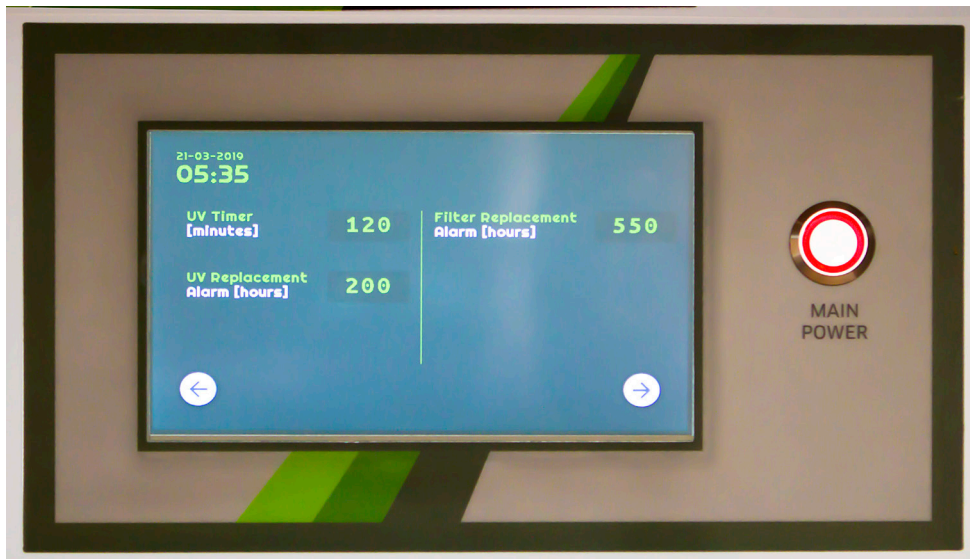 21-03-2019
05:35
UV Timer
[minutes]
120
UV Replacement
Alarm [hours]
200
Filter Replacement
Alarm [hours]
550
MAIN
POWER